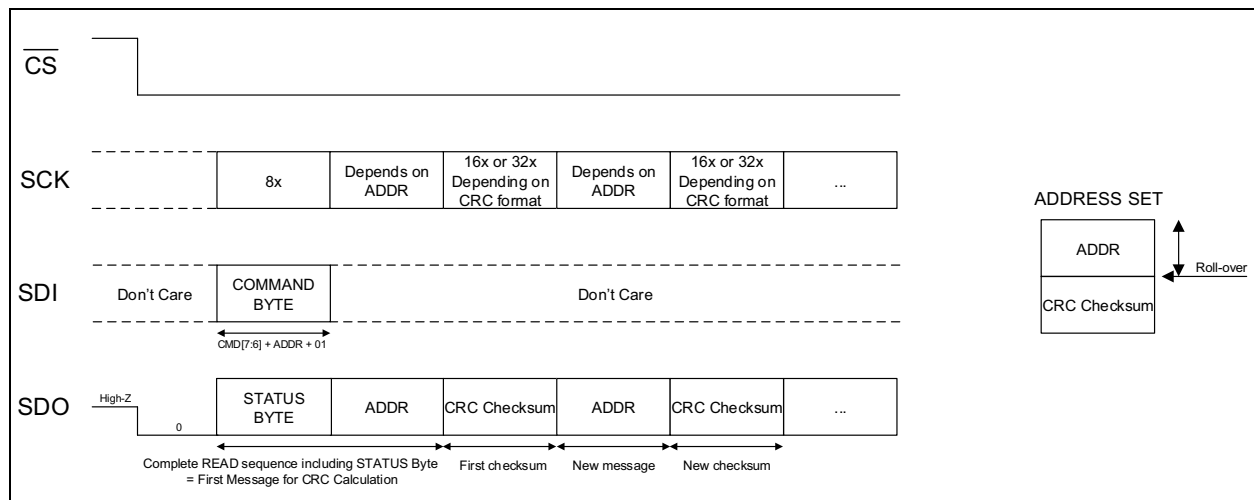 CS
SCK
8x
Depends on
ADDR
16x or 32x
Depending on
CRC format
Depends on
ADDR
16x or 32x
Depending on
CRC format
...
SDI
Don't Care
COMMAND
BYTE
Don't Care
CMD[7:6] + ADDR + 01
SDO
High-Z
0
STATUS
BYTE
ADDR
CRC Checksum
ADDR
CRC Checksum
...
Complete READ sequence including STATUS Byte
= First Message for CRC Calculation
First checksum
New message
New checksum
ADDRESS SET
ADDR
Roll-over
CRC Checksum